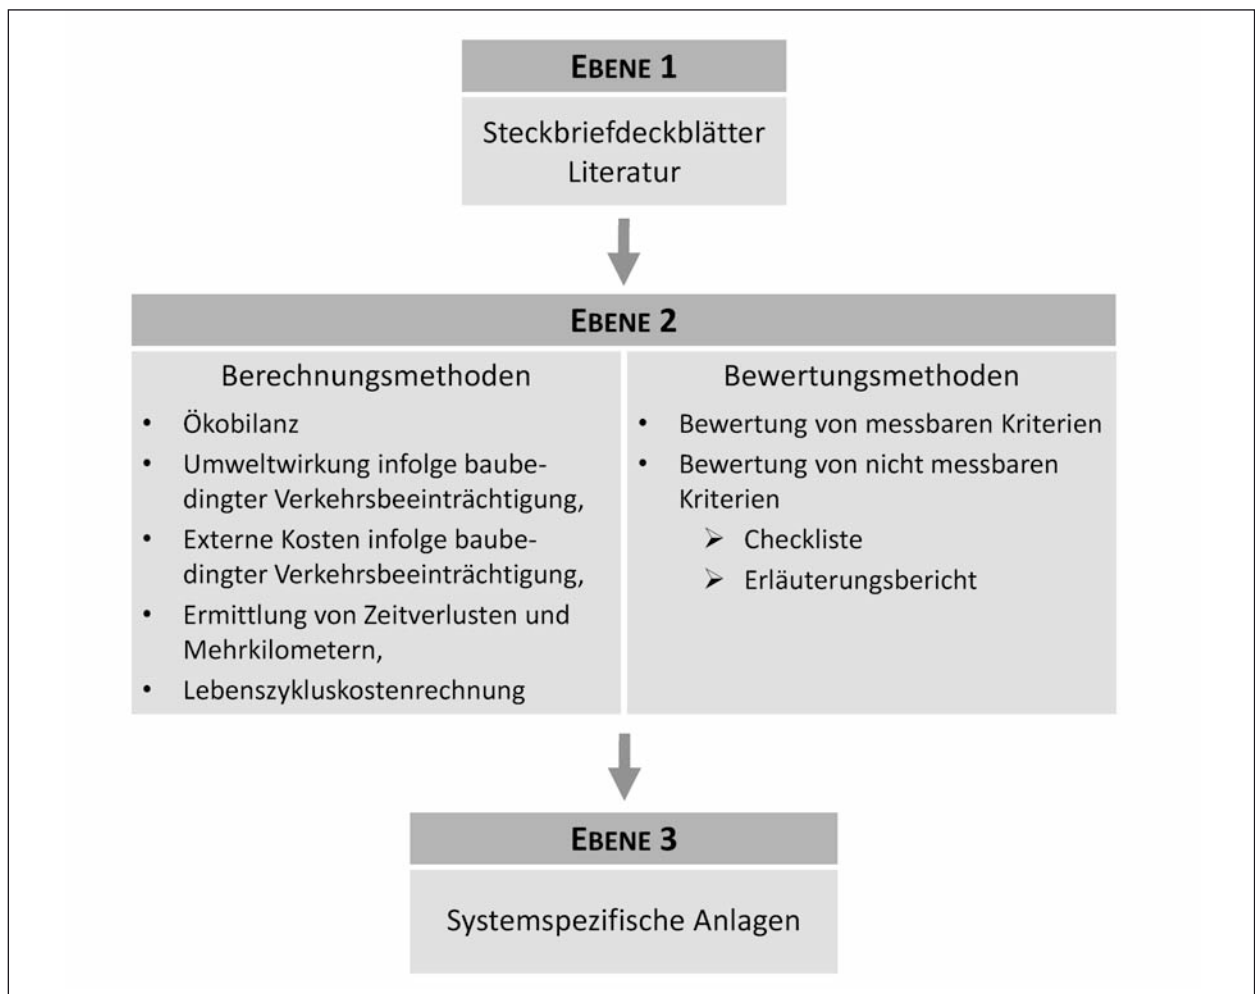 EBENE 1
Steckbriefdeckblätter
Literatur
EBENE 2
Berechnungsmethoden
• Ökobilanz
• Umweltwirkung infolge baube-
dingter Verkehrsbeeinträchtigung,
• Externe Kosten infolge baube-
dingter Verkehrsbeeinträchtigung,
• Ermittlung von Zeitverlusten und
Mehrkilometern,
• Lebenszykluskostenrechnung
Bewertungsmethoden
• Bewertung von messbaren Kriterien
• Bewertung von nicht messbaren
Kriterien
➢ Checkliste
➢ Erläuterungsbericht
EBENE 3
Systemspezifische Anlagen